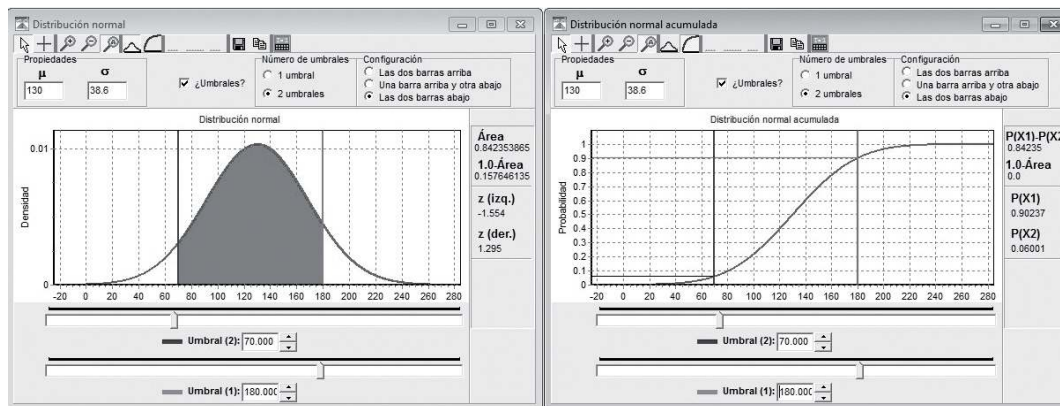 Distribución normal
Propiedades
μ
σ
130
38.6
¿Umbrales?
Número de umbrales
1 umbral
2 umbrales
Configuración
Las dos barras arriba
Una barra arriba y otra abajo
Las dos barras abajo
Distribución normal
Densidad
0.01
0
-20 0 20 40 60 80 100 120 140 160 180 200 220 240 260 280
Área
0.842353865
1.0-Área
0.157646135
z (izq.)
-1.554
z (der.)
1.295
Umbral (2): 70.000
Umbral (1): 180.000
Distribución normal acumulada
Propiedades
μ
σ
130
38.6
¿Umbrales?
Número de umbrales
1 umbral
2 umbrales
Configuración
Las dos barras arriba
Una barra arriba y otra abajo
Las dos barras abajo
Distribución normal acumulada
Probabilidad
1
0.9
0.8
0.7
0.6
0.5
0.4
0.3
0.2
0.1
0
-20 0 20 40 60 80 100 120 140 160 180 200 220 240 260 280
P(X1)-P(X2
0.84235
1.0-Área
0.0
P(X1)
0.90237
P(X2)
0.06001
Umbral (2): 70.000
Umbral (1): 180.000